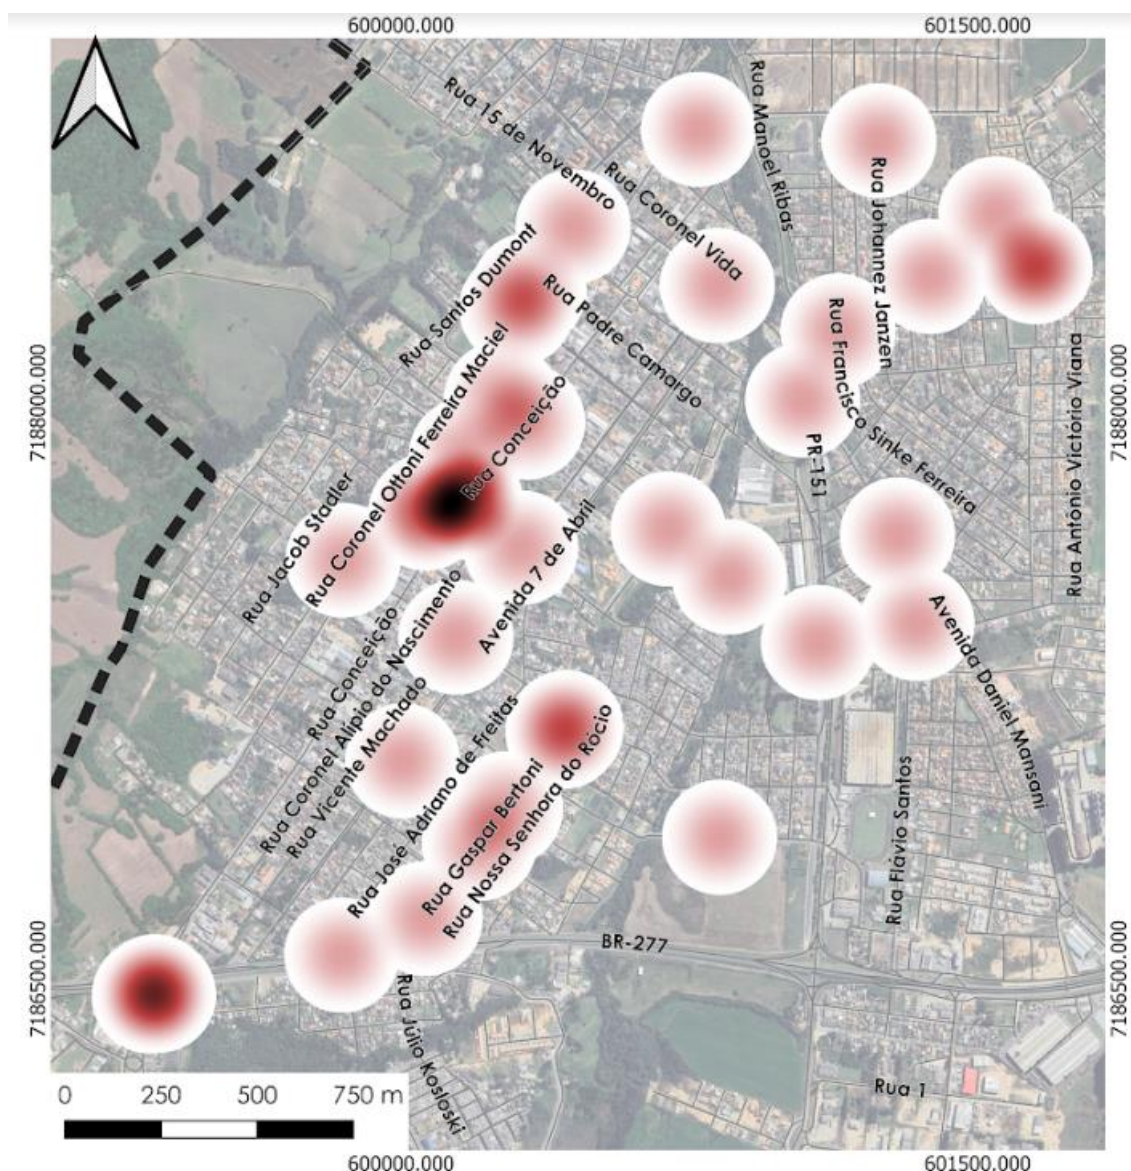 600000.000
601500.000
Rua 15 de Novembro
Rua Manoel Ribas
Rua Coronel Vida
Rua Johannez Janzen
Rua Santos Dumont
Rua Padre Camargo
Rua Francisco Sinke Ferreira
Rua Coronel Ottoni Ferreira Maciel
Rua Conceição
7188000.000
7188000.000
Rua Antônio Victório Viana
PR-151
Rua Jacob Stadler
Avenida 7 de Abril
Rua Conceição
Rua Coronel Alípio do Nascimento
Rua Vicente Machado
Avenida Daniel Mansani
Rua José Adriano de Freitas
Rua Gaspar Bertoni
Rua Nossa Senhora do Rócio
Rua Flávio Santos
BR-277
7186500.000
7186500.000
Rua Júlio Kosloski
Rua 1
0 250 500 750 m
600000.000
601500.000